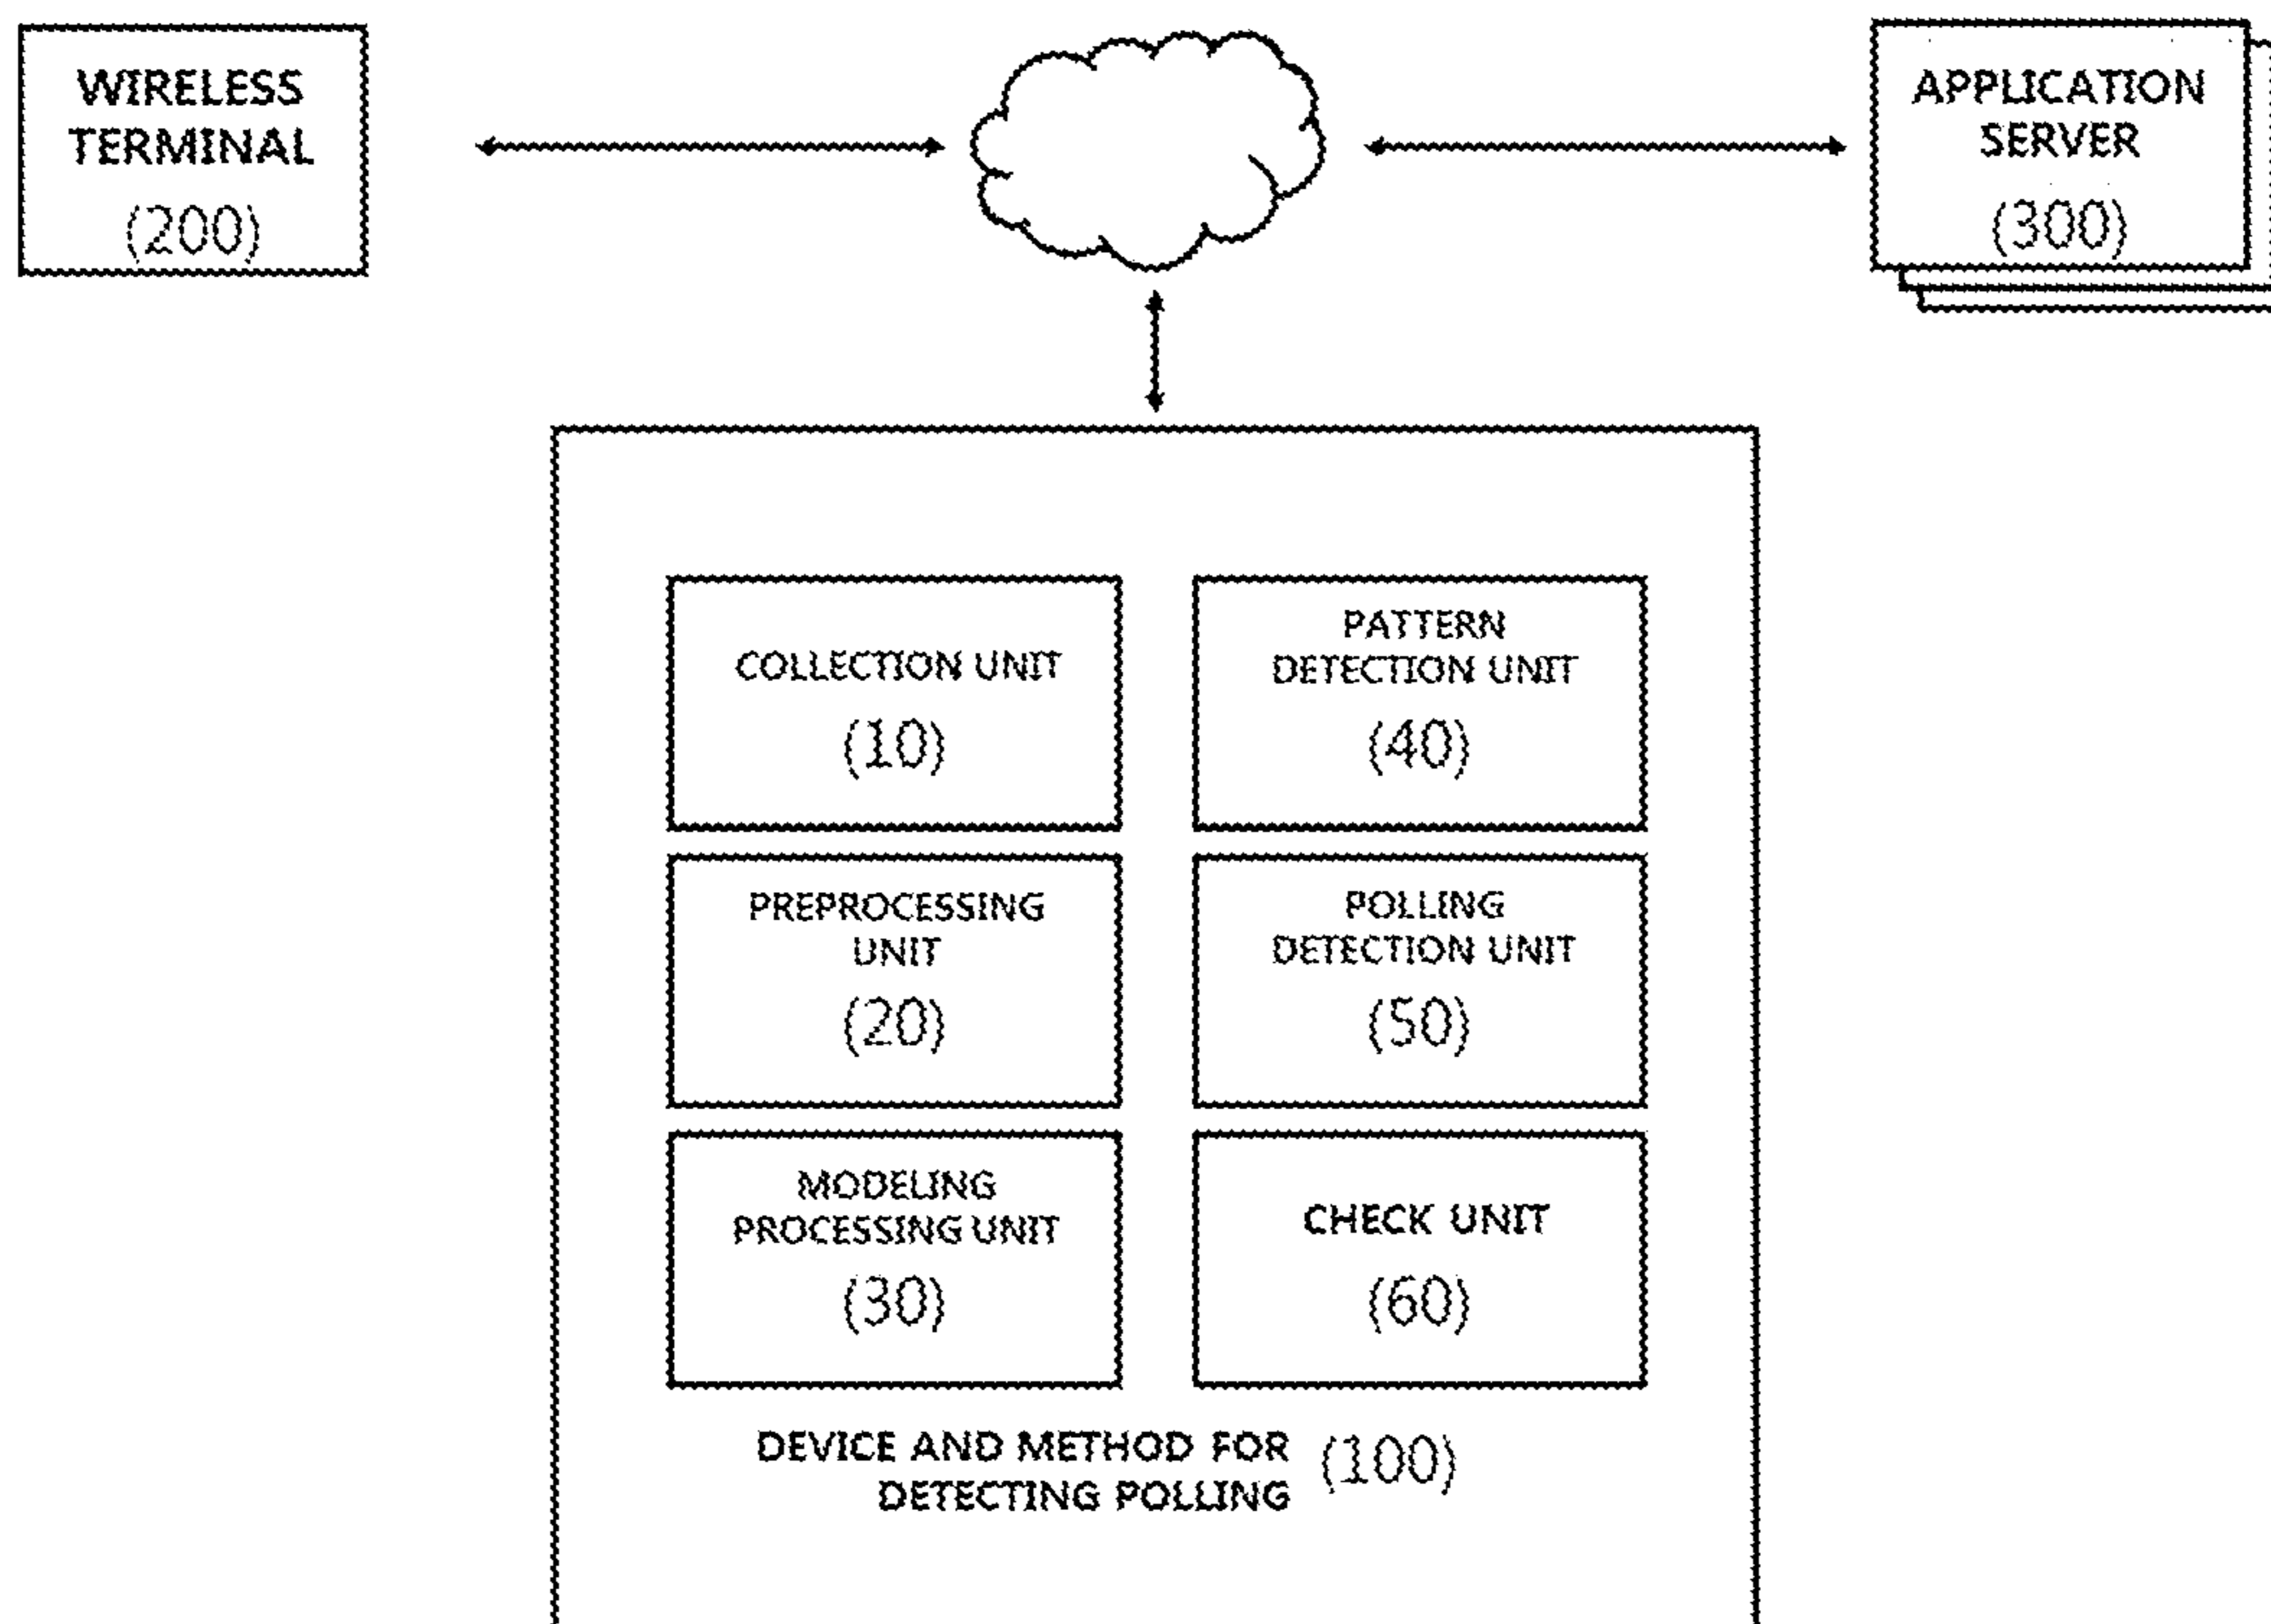 WIRELESS
TERMINAL
(200)
APPLICATION
SERVER
(300)
COLLECTION UNIT
(10)
PATTERN
DETECTION UNIT
(40)
PREPROCESSING
UNIT
(20)
POLLING
DETECTION UNIT
(50)
MODELING
PROCESSING UNIT
(30)
CHECK UNIT
(60)
DEVICE AND METHOD FOR
DETECTING POLLING
(100)